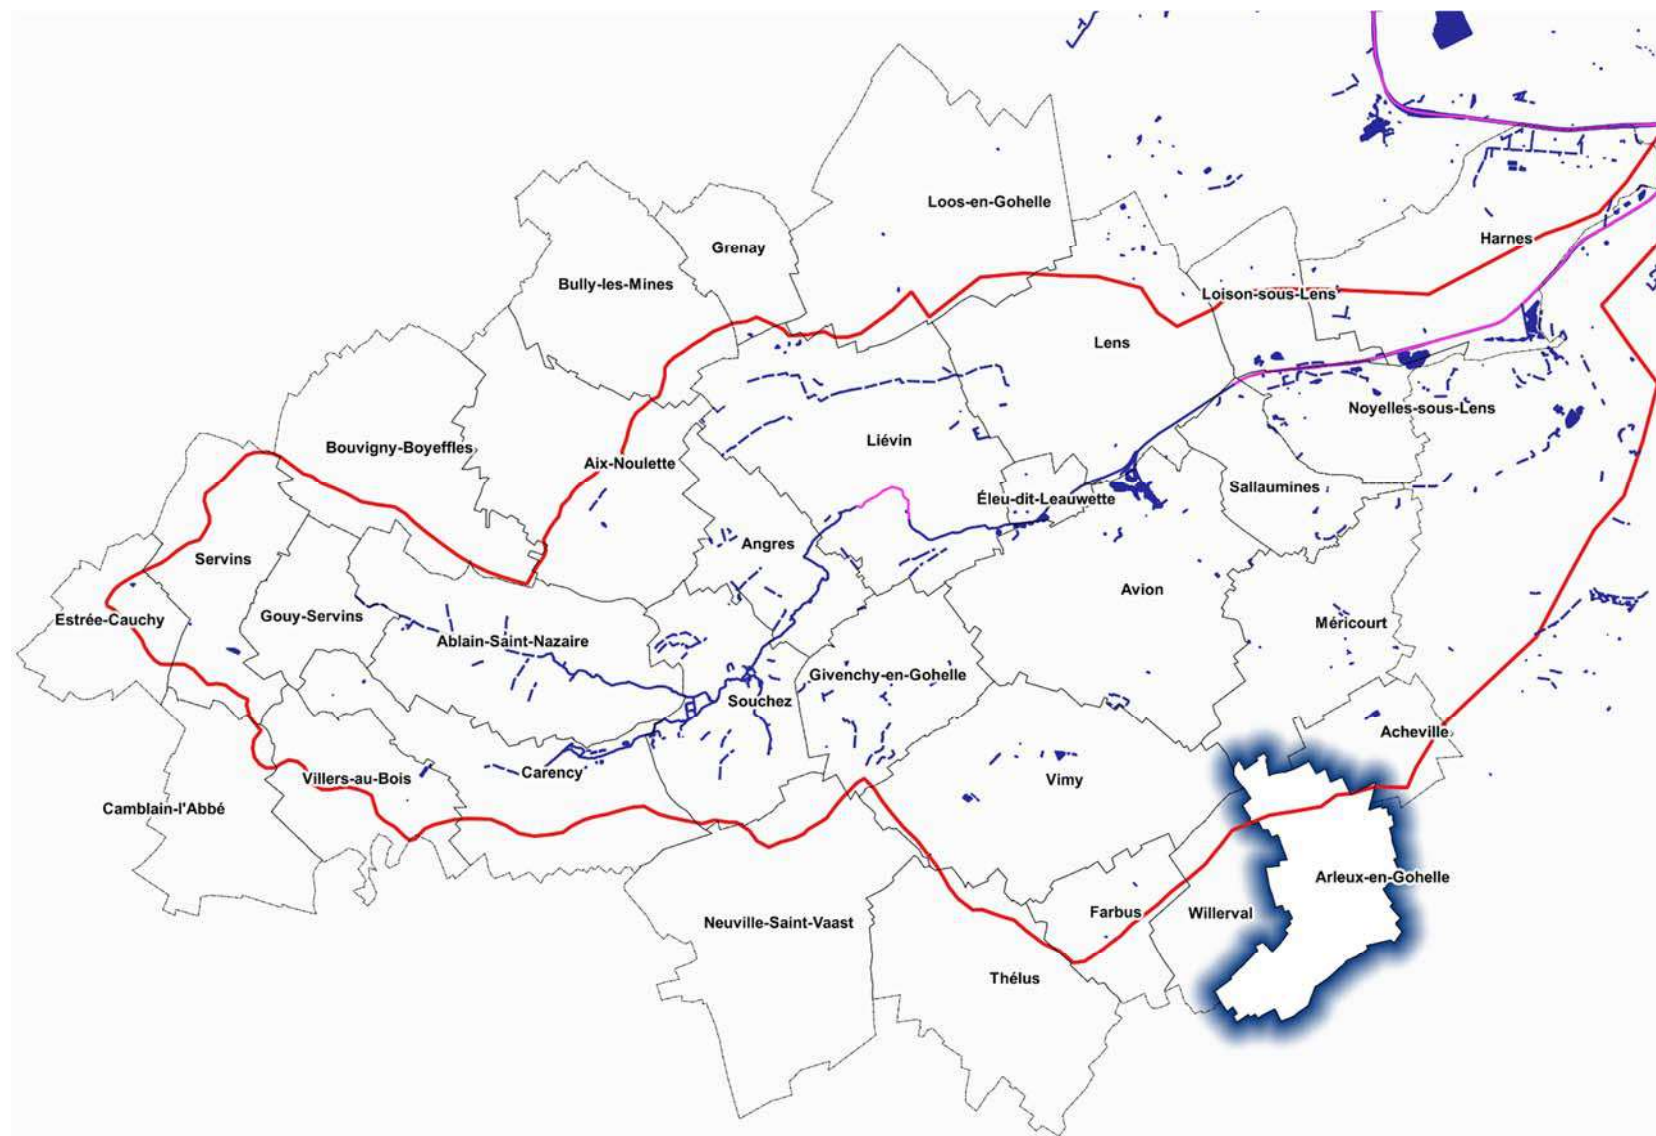 Loos-en-Gohelle
Grenay
Harnes
Bully-les-Mines
Loison-sous-Lens
Lens
Noyelles-sous-Lens
Liévin
Bouvigny-Boyeffles
Aix-Noulette
Sallaumines
Éleu-dit-Leauwette
Angres
Servins
Avion
Gouy-Servins
Estrée-Cauchy
Méricourt
Ablain-Saint-Nazaire
Givenchy-en-Gohelle
Souchez
Acheville
Carency
Villers-au-Bois
Vimy
Camblain-l'Abbé
Arleux-en-Gohelle
Farbus
Willerval
Neuville-Saint-Vaast
Thélus